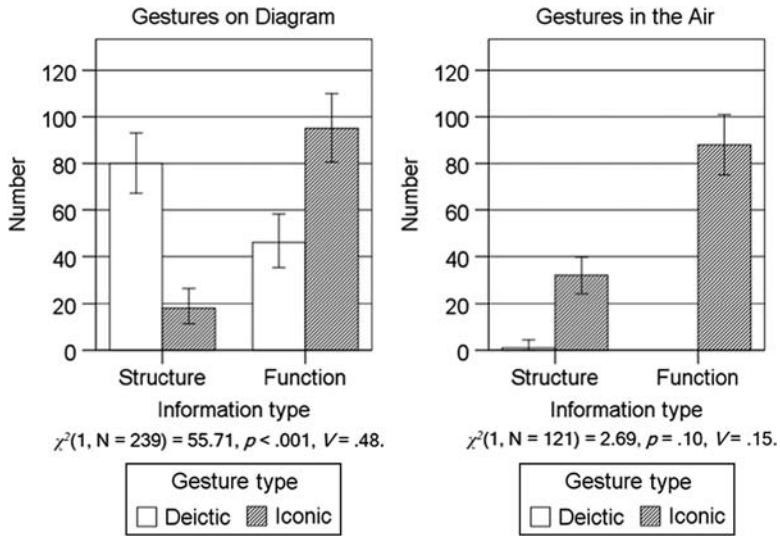 Gestures on Diagram
Number
120
100
80
60
40
20
0
Structure Function
Information type
χ²(1, N = 239) = 55.71, p < .001, V = .48.
Gesture type
Deictic Iconic
Gestures in the Air
Number
120
100
80
60
40
20
0
Structure Function
Information type
χ²(1, N = 121) = 2.69, p = .10, V = .15.
Gesture type
Deictic Iconic